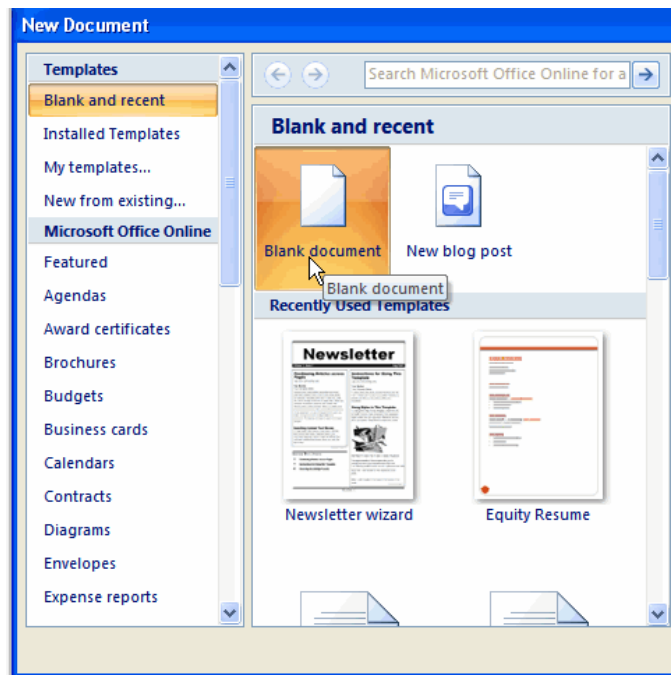 New Document
Templates
Blank and recent
Installed Templates
My templates...
New from existing...
Microsoft Office Online
Featured
Agendas
Award certificates
Brochures
Budgets
Business cards
Calendars
Contracts
Diagrams
Envelopes
Expense reports
Search Microsoft Office Online for a
Blank and recent
Blank document
New blog post
Blank document
Recently Used Templates
Newsletter
Newsletter wizard
Equity Resume